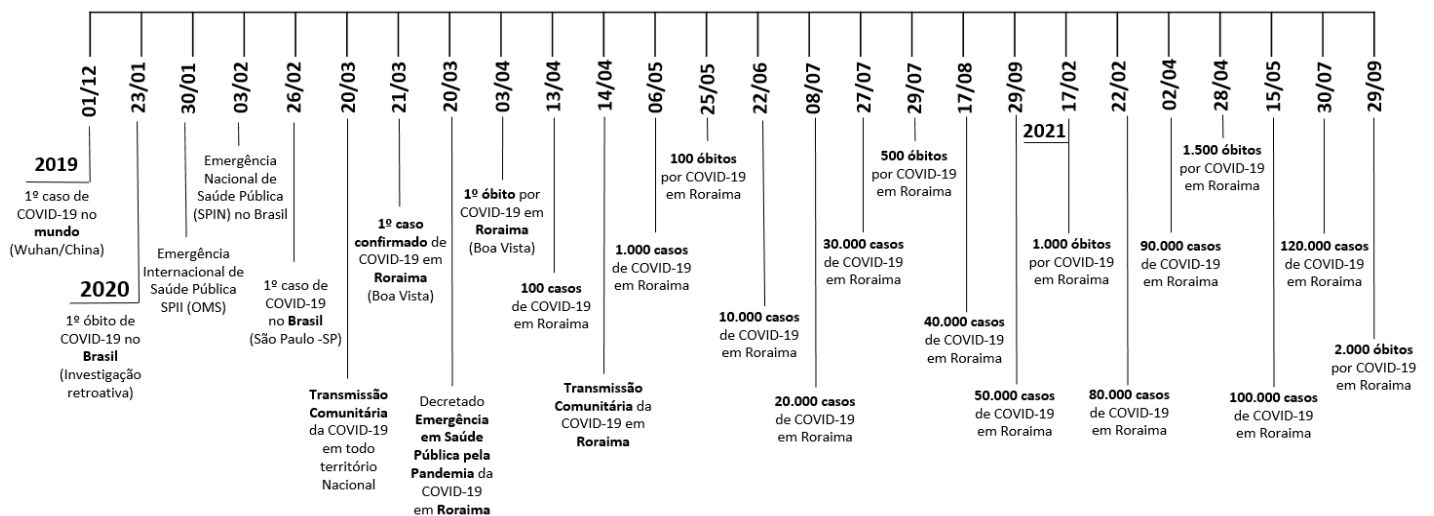 01/12
23/01
30/01
03/02
26/02
20/03
21/03
20/03
03/04
13/04
14/04
06/05
25/05
22/06
08/07
27/07
29/07
17/08
29/09
17/02
22/02
02/04
28/04
15/05
30/07
29/09
2019
1º caso de
COVID-19 no
mundo
(Wuhan/China)
2020
1º óbito de
COVID-19 no
Brasil
(Investigação
retroativa)
Emergência
Internacional de
Saúde Pública
SPII (OMS)
Emergência
Nacional de
Saúde Pública
(SPIN) no Brasil
1º caso de
COVID-19
no Brasil
(São Paulo -SP)
Transmissão
Comunitária
da COVID-19
em todo
território
Nacional
1º caso
confirmado de
COVID-19 em
Roraima
(Boa Vista)
Decretado
Emergência
em Saúde
Pública pela
Pandemia da
COVID-19
em Roraima
1º óbito por
COVID-19 em
Roraima
(Boa Vista)
100 casos
de COVID-19
em Roraima
Transmissão
Comunitária da
COVID-19 em
Roraima
1.000 casos
de COVID-19
em Roraima
100 óbitos
por COVID-19
em Roraima
10.000 casos
de COVID-19
em Roraima
20.000 casos
de COVID-19
em Roraima
30.000 casos
de COVID-19
em Roraima
500 óbitos
por COVID-19
em Roraima
40.000 casos
de COVID-19
em Roraima
50.000 casos
de COVID-19
em Roraima
2021
1.000 óbitos
por COVID-19
em Roraima
80.000 casos
de COVID-19
em Roraima
90.000 casos
de COVID-19
em Roraima
1.500 óbitos
por COVID-19
em Roraima
100.000 casos
de COVID-19
em Roraima
120.000 casos
de COVID-19
em Roraima
2.000 óbitos
por COVID-19
em Roraima